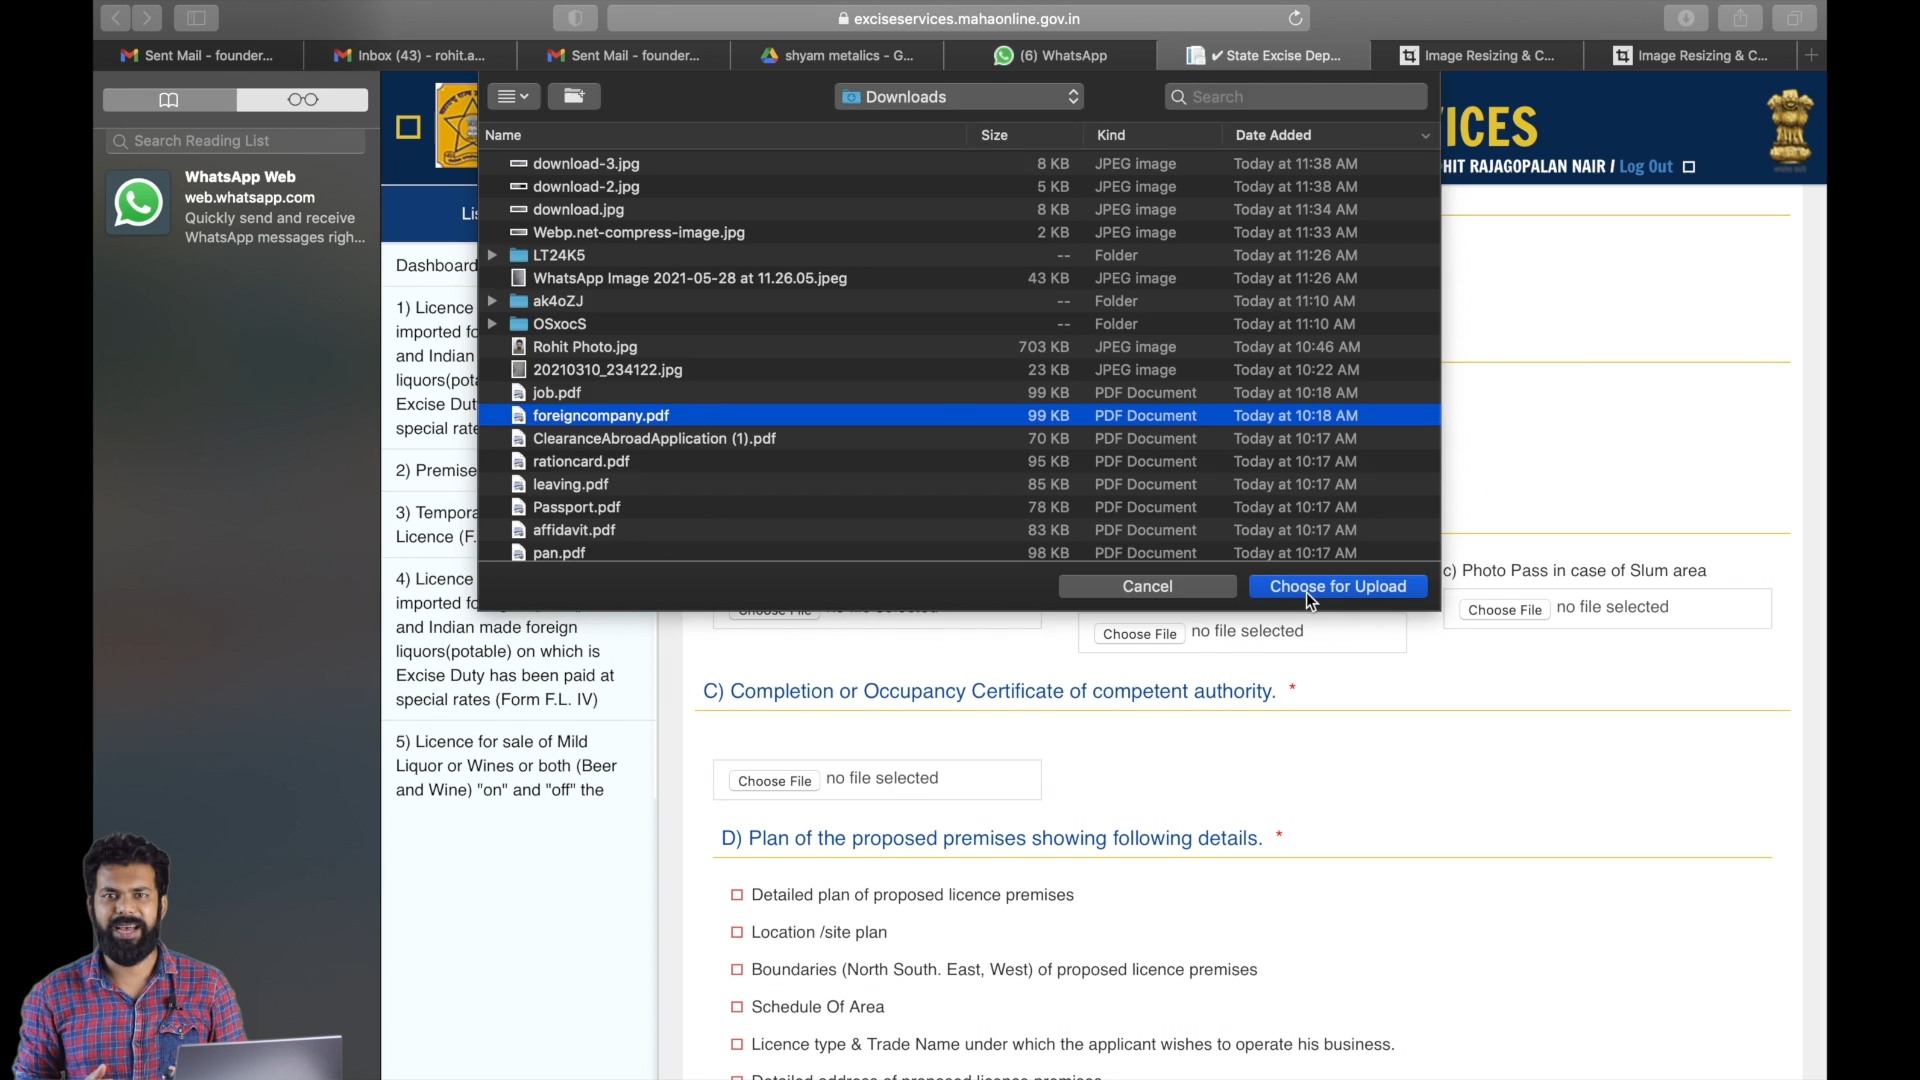 exciseservices.mahaonline.gov.in
Sent Mail - founder...
Inbox (43) - rohit.a...
Sent Mail - founder...
shyam metalics - G...
(6) WhatsApp
✓ State Excise Dep...
Image Resizing & C...
Image Resizing & C...
Search Reading List
WhatsApp Web
web.whatsapp.com
Quickly send and receive
WhatsApp messages righ...
Downloads
Search
Name Size Kind Date Added
download-3.jpg 8 KB JPEG image Today at 11:38 AM
download-2.jpg 5 KB JPEG image Today at 11:38 AM
download.jpg 8 KB JPEG image Today at 11:34 AM
Webp.net-compress-image.jpg 2 KB JPEG image Today at 11:33 AM
LT24K5 -- Folder Today at 11:26 AM
WhatsApp Image 2021-05-28 at 11.26.05.jpeg 43 KB JPEG image Today at 11:26 AM
ak4oZJ -- Folder Today at 11:10 AM
OSxocS -- Folder Today at 11:10 AM
Rohit Photo.jpg 703 KB JPEG image Today at 10:46 AM
20210310_234122.jpg 23 KB JPEG image Today at 10:22 AM
job.pdf 99 KB PDF Document Today at 10:18 AM
foreigncompany.pdf 99 KB PDF Document Today at 10:18 AM
ClearanceAbroadApplication (1).pdf 70 KB PDF Document Today at 10:17 AM
rationcard.pdf 95 KB PDF Document Today at 10:17 AM
leaving.pdf 85 KB PDF Document Today at 10:17 AM
Passport.pdf 78 KB PDF Document Today at 10:17 AM
affidavit.pdf 83 KB PDF Document Today at 10:17 AM
pan.pdf 98 KB PDF Document Today at 10:17 AM
Cancel
Choose for Upload
ICES
HIT RAJAGOPALAN NAIR / Log Out
Lis
Dashboard
1) Licence
imported fo
and Indian
liquors(pota
Excise Dut
special rate
2) Premise
3) Tempora
Licence (F.
4) Licence
imported fo
and Indian made foreign
liquors(potable) on which is
Excise Duty has been paid at
special rates (Form F.L. IV)
5) Licence for sale of Mild
Liquor or Wines or both (Beer
and Wine) "on" and "off" the
c) Photo Pass in case of Slum area
Choose File no file selected
Choose File no file selected
Choose File no file selected
C) Completion or Occupancy Certificate of competent authority. *
Choose File no file selected
D) Plan of the proposed premises showing following details. *
Detailed plan of proposed licence premises
Location /site plan
Boundaries (North South. East, West) of proposed licence premises
Schedule Of Area
Licence type & Trade Name under which the applicant wishes to operate his business.
Detailed address of proposed licence premises